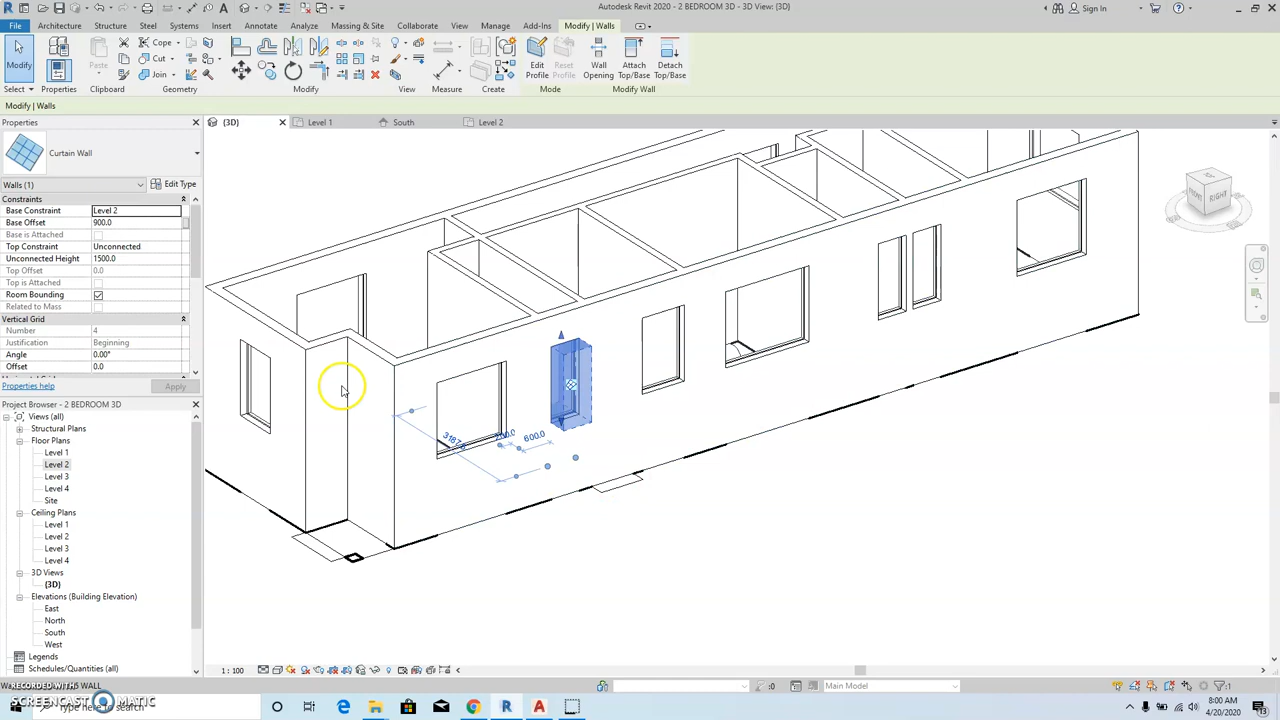 Autodesk Revit 2020 - 2 BEDROOM 3D - 3D View: {3D}
Sign In
File Architecture Structure Steel Systems Insert Annotate Analyze Massing & Site Collaborate View Manage Add-Ins Modify | Walls
Modify
Paste
Cope
Cut
Join
Edit Profile
Reset Profile
Wall Opening
Attach Top/Base
Detach Top/Base
Select Properties Clipboard Geometry Modify View Measure Create Mode Modify Wall
Modify | Walls
Properties
{3D} Level 1 South Level 2
Curtain Wall
Walls (1) Edit Type
Constraints
Base Constraint Level 2
Base Offset 900.0
Base is Attached
Top Constraint Unconnected
Unconnected Height 1500.0
Top Offset 0.0
Top is Attached
Room Bounding
Related to Mass
Vertical Grid
Number 4
Justification Beginning
Angle 0.00°
Offset 0.0
Properties help Apply
Project Browser - 2 BEDROOM 3D
Views (all)
Structural Plans
Floor Plans
Level 1
Level 2
Level 3
Level 4
Site
Ceiling Plans
Level 1
Level 2
Level 3
Level 4
3D Views
{3D}
Elevations (Building Elevation)
East
North
South
West
Legends
Schedules/Quantities (all)
600.0
FRONT
RIGHT
1 : 100
:0
Main Model
:1
RECORDED WITH
SCREENCAST MATIC
8:00 AM
4/20/2020